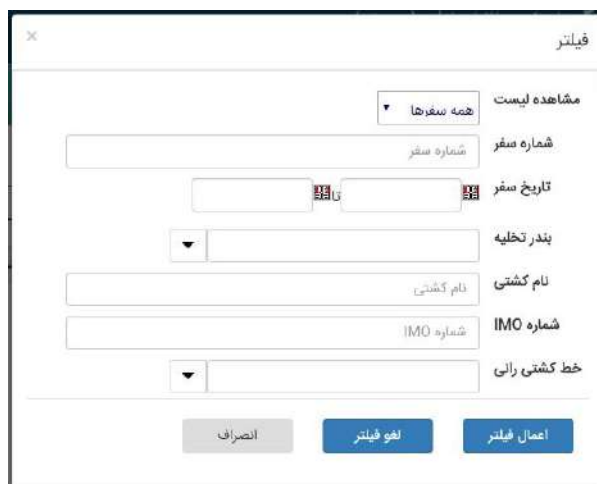 فیلتر ×
مشاهده لیست همه سفرها
شماره سفر شماره سفر
تاریخ سفر تا
بندر تخلیه
نام کشتی نام کشتی
شماره IMO شماره IMO
خط کشتی رانی
اعمال فیلتر لغو فیلتر انصراف